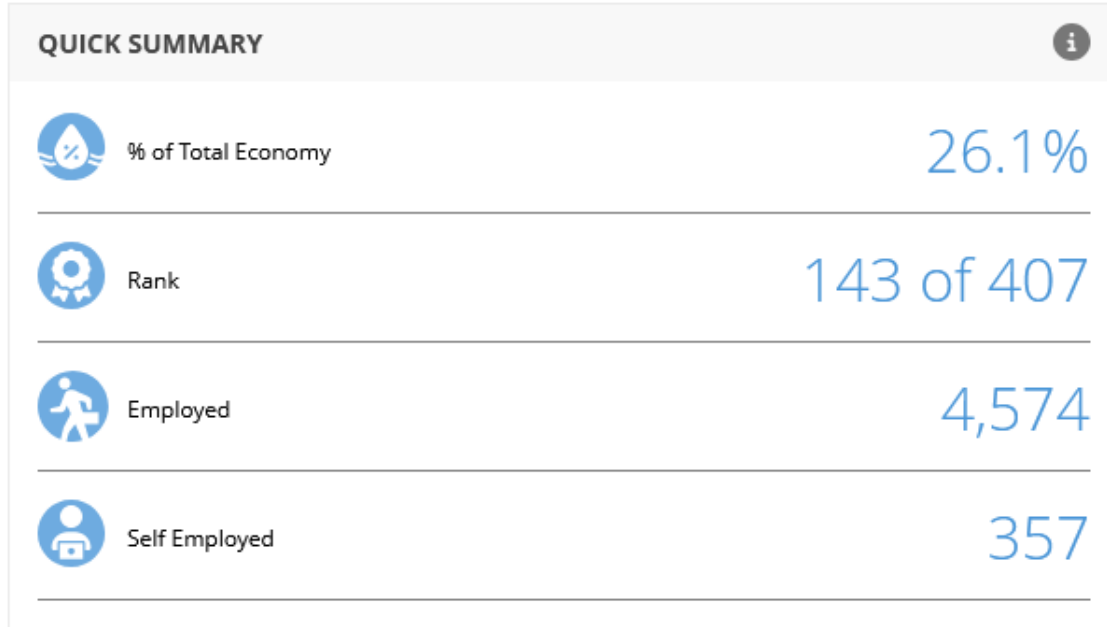 QUICK SUMMARY
% of Total Economy 26.1%
Rank 143 of 407
Employed 4,574
Self Employed 357